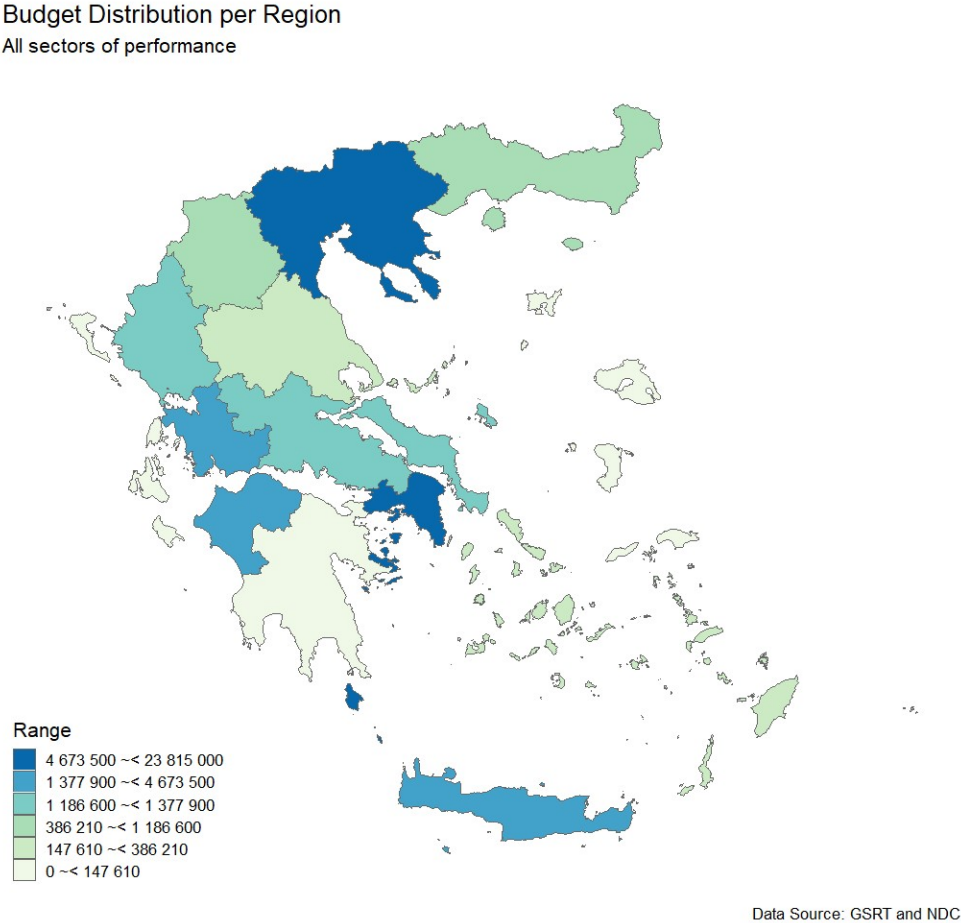 Budget Distribution per Region
All sectors of performance
Range
4 673 500 ~< 23 815 000
1 377 900 ~< 4 673 500
1 186 600 ~< 1 377 900
386 210 ~< 1 186 600
147 610 ~< 386 210
0 ~< 147 610
Data Source: GSRT and NDC